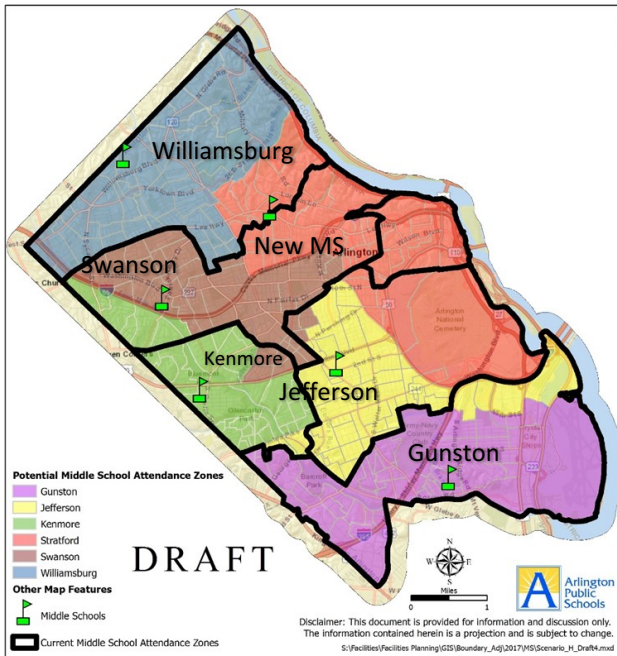 Williamsburg
New MS
Swanson
Kenmore
Jefferson
Gunston
Arlington
Arlington
National
Cemetery
Potential Middle School Attendance Zones
Gunston
Jefferson
Kenmore
Stratford
Swanson
Williamsburg
Other Map Features
Middle Schools
Current Middle School Attendance Zones
DRAFT
N
W E
S
Miles
0 1
Arlington
Public
Schools
Disclaimer: This document is provided for information and discussion only.
The information contained herein is a projection and is subject to change.
S:\Facilities\Facilities Planning\GIS\Boundary_Adj\2017\MS\Scenario_H_Draft4.mxd